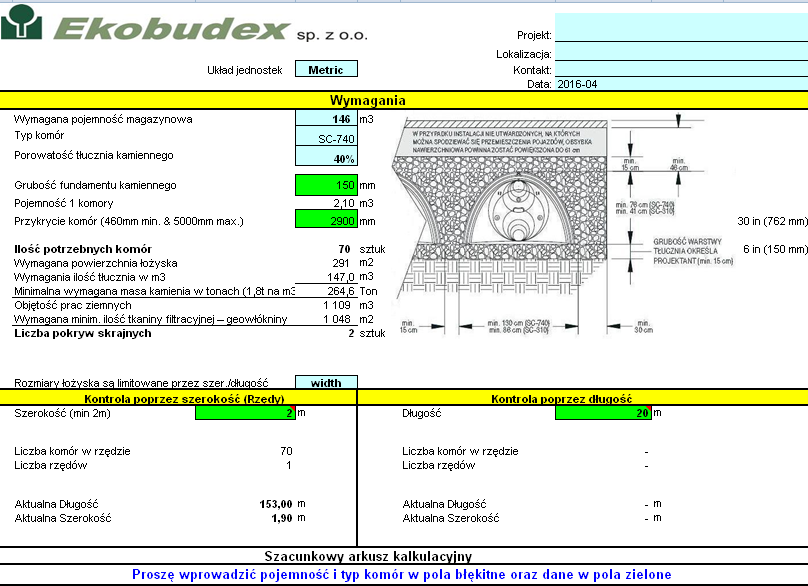 Ekobudex sp. z o.o.
Projekt:
Lokalizacja:
Układ jednostek Metric
Kontakt:
Data: 2016-04
Wymagania
Wymagana pojemność magazynowa 146 m3
Typ komór SC-740
Porowatość tłucznia kamiennego 40%
Grubość fundamentu kamiennego 150 mm
Pojemność 1 komory 2,10 m3
Przykrycie komór (460mm min. & 5000mm max.) 2900 mm
Ilość potrzebnych komór 70 sztuk
Wymagana powierzchnia łożyska 291 m2
Wymagania ilość tłucznia w m3 147,0 m3
Minimalna wymagana masa kamienia w tonach (1,8t na m3 264,6 Ton
Objętość prac ziemnych 1 109 m3
Wymagana minim. ilość tkaniny filtracyjnej – geowłókniny 1 048 m2
Liczba pokryw skrajnych 2 sztuk
W PRZYPADKU INSTALACJI NIE UTWARDZONYCH, NA KTÓRYCH
MOŻNA SPODZIEWAĆ SIĘ PRZEMIESZCZENIA POJAZDÓW, OBSYBKA
NAWIERZCHNIOWA POWINNA ZOSTAĆ POWIĘKSZONA DO 61 cm
min.
15 cm
min.
46 cm
min. 76 cm (SC-740)
min. 41 cm (SC-310)
30 in (762 mm)
GRUBOŚĆ WARSTWY
TŁUCZNIA OKREŚLA
PROJEKTANT (min. 15 cm)
6 in (150 mm)
min.
15 cm
min. 130 cm (SC-740)
min. 86 cm (SC-310)
min.
30 cm
Rozmiary łożyska są limitowane przez szer./długość width
Kontrola poprzez szerokość (Rzędy)
Szerokość (min 2m) 2 m
Liczba komór w rzędzie 70
Liczba rzędów 1
Aktualna Długość 153,00 m
Aktualna Szerokość 1,90 m
Kontrola poprzez długość
Długość 20 m
Liczba komór w rzędzie -
Liczba rzędów -
Aktualna Długość - m
Aktualna Szerokość - m
Szacunkowy arkusz kalkulacyjny
Proszę wprowadzić pojemność i typ komór w pola błękitne oraz dane w pola zielone